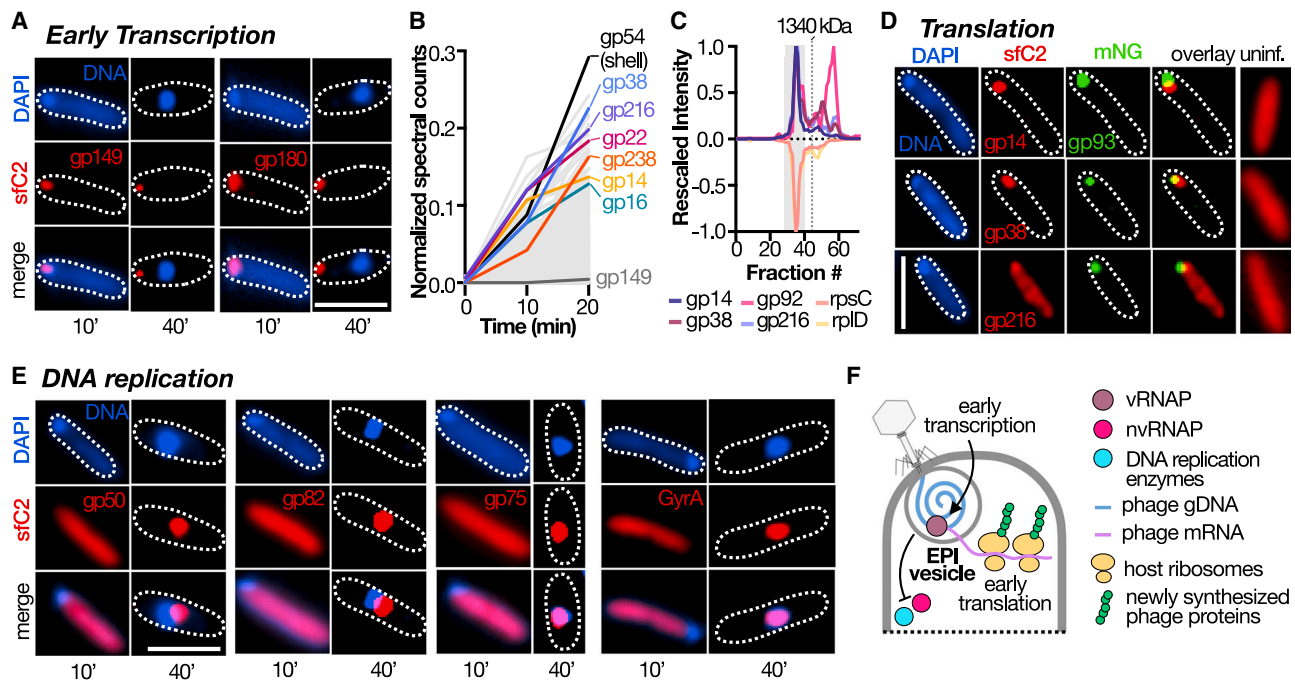 A Early Transcription
DAPI
DNA
sfC2
gp149
gp180
merge
10’ 40’ 10’ 40’
B
Normalized spectral counts
0.3
0.2
0.1
0.0
0 10 20
Time (min)
gp54
(shell)
gp38
gp216
gp22
gp238
gp14
gp16
gp149
C
1340 kDa
Rescaled Intensity
1.0
0.5
0.0
−0.5
−1.0
0 20 40 60
Fraction #
gp14 gp92 rpsC
gp38 gp216 rplD
D Translation
DAPI sfC2 mNG overlay uninf.
DNA gp14 gp93
gp38
gp216
E DNA replication
DAPI
DNA
sfC2
gp50 gp82 gp75 GyrA
merge
10’ 40’ 10’ 40’ 10’ 40’ 10’ 40’
F
early
transcription
EPI
vesicle
early
translation
vRNAP
nvRNAP
DNA replication
enzymes
phage gDNA
phage mRNA
host ribosomes
newly synthesized
phage proteins